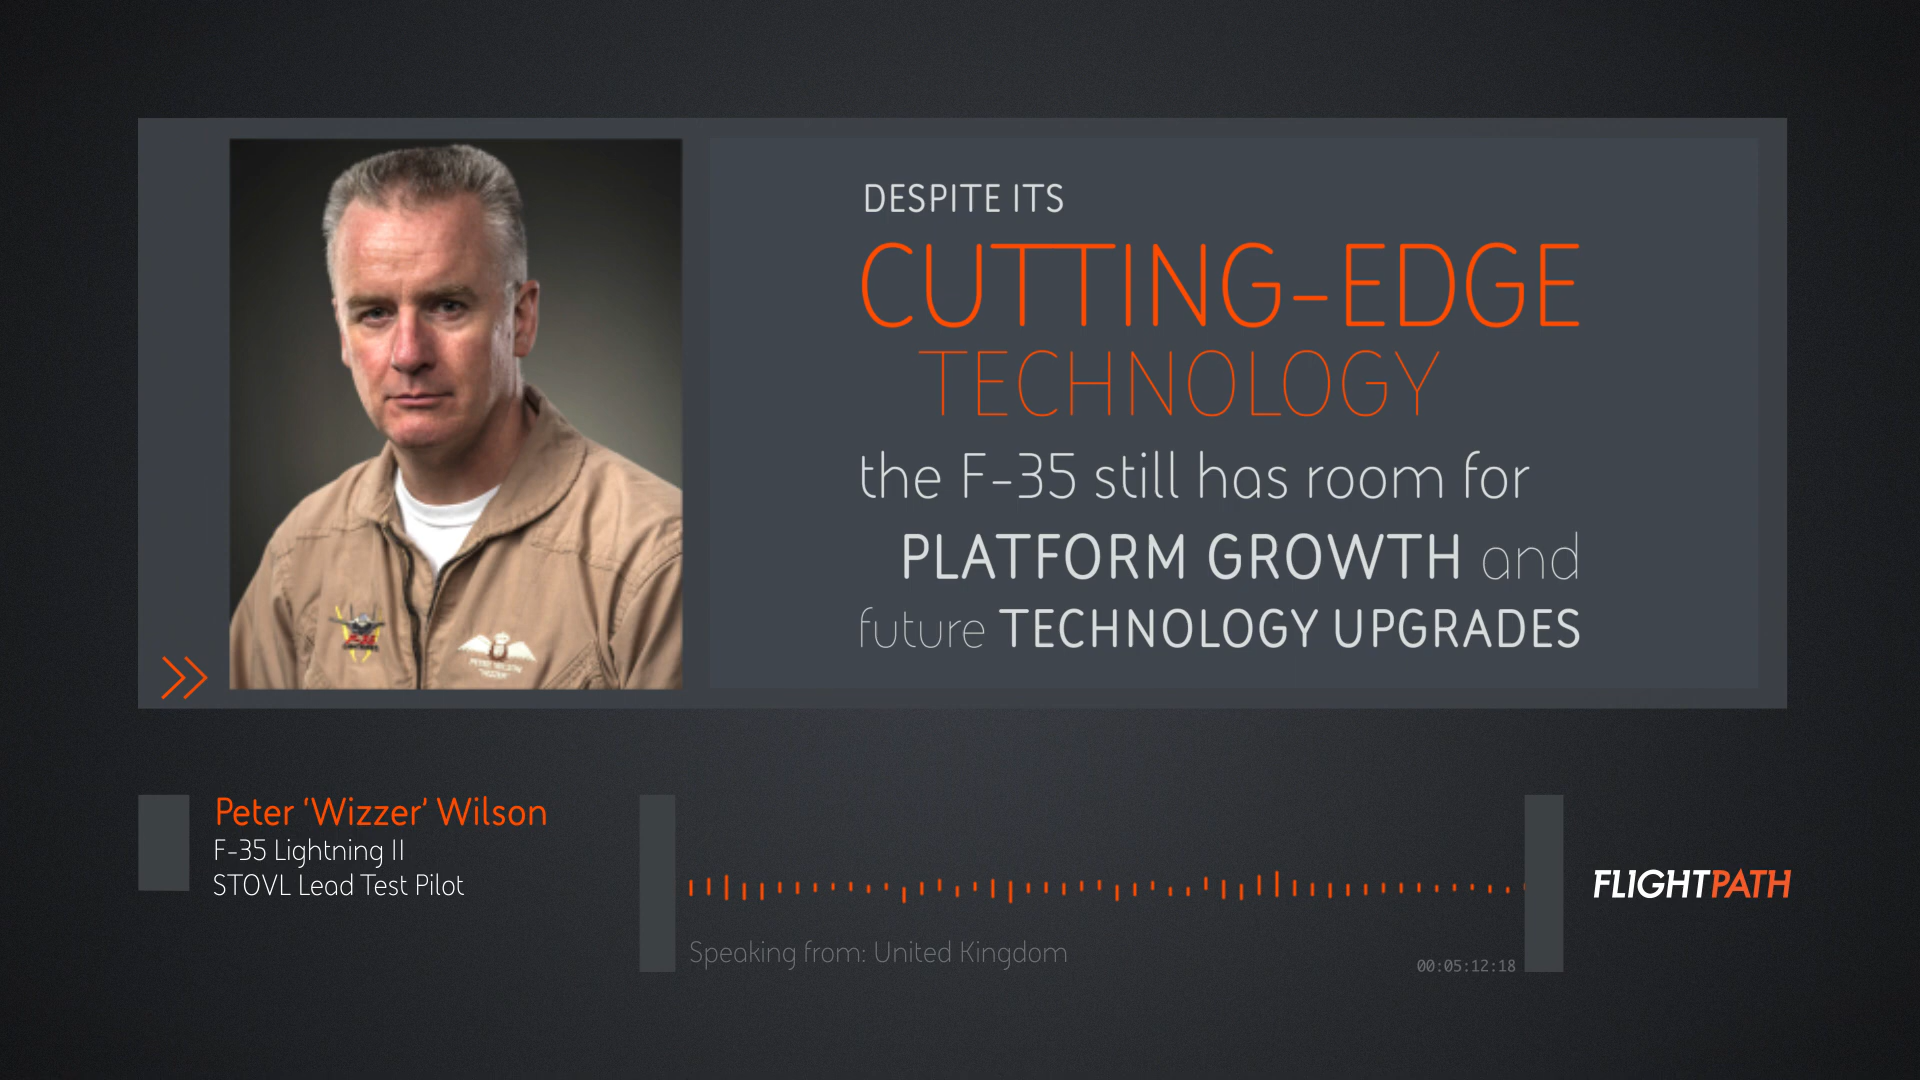 DESPITE ITS
CUTTING-EDGE
TECHNOLOGY
the F-35 still has room for
PLATFORM GROWTH and
future TECHNOLOGY UPGRADES
Peter ‘Wizzer’ Wilson
F-35 Lightning II
STOVL Lead Test Pilot
Speaking from: United Kingdom
00:05:12:18
FLIGHTPATH